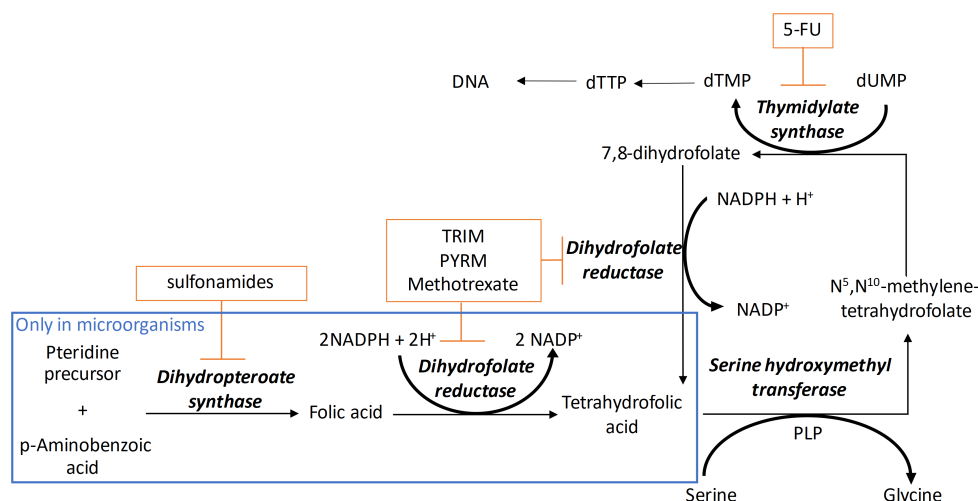 5-FU
DNA
dTTP
dTMP
dUMP
Thymidylate
synthase
7,8-dihydrofolate
NADPH + H⁺
TRIM
PYRM
Methotrexate
Dihydrofolate
reductase
sulfonamides
N⁵,N¹⁰-methylene-
tetrahydrofolate
NADP⁺
Only in microorganisms
2NADPH + 2H⁺
2 NADP⁺
Pteridine
precursor
Dihydropteroate
synthase
Dihydrofolate
reductase
Serine hydroxymethyl
transferase
+
Folic acid
Tetrahydrofolic
acid
PLP
p-Aminobenzoic
acid
Serine
Glycine